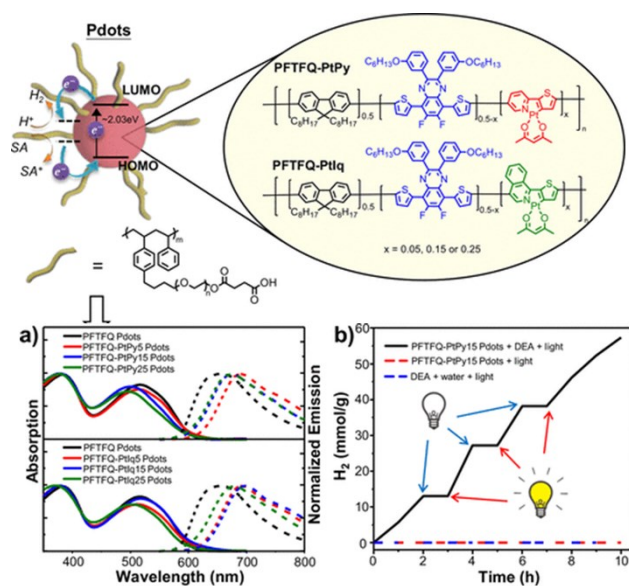 Pdots
H₂
H⁺
SA
SA⁺
e⁻
e⁻
e⁻
LUMO
~2.03eV
HOMO
PFTFQ-PtPy
C₆H₁₃O
OC₆H₁₃
C₈H₁₇
C₈H₁₇
0.5
S
N
N
F
F
S
0.5-x
N
S
Pt
O
O
x
n
PFTFQ-PtIq
C₆H₁₃O
OC₆H₁₃
C₈H₁₇
C₈H₁₇
0.5
S
N
N
F
F
S
0.5-x
N
S
Pt
O
O
x
n
x = 0.05, 0.15 or 0.25
=
m
O
n
O
O
O
OH
a)
PFTFQ Pdots
PFTFQ-PtPy5 Pdots
PFTFQ-PtPy15 Pdots
PFTFQ-PtPy25 Pdots
PFTFQ Pdots
PFTFQ-PtIq5 Pdots
PFTFQ-PtIq15 Pdots
PFTFQ-PtIq25 Pdots
Absorption
Normalized Emission
400 500 600 700 800
Wavelength (nm)
b)
PFTFQ-PtPy15 Pdots + DEA + light
PFTFQ-PtPy15 Pdots + light
DEA + water + light
H₂ (mmol/g)
60
50
40
30
20
10
0
0 2 4 6 8 10
Time (h)